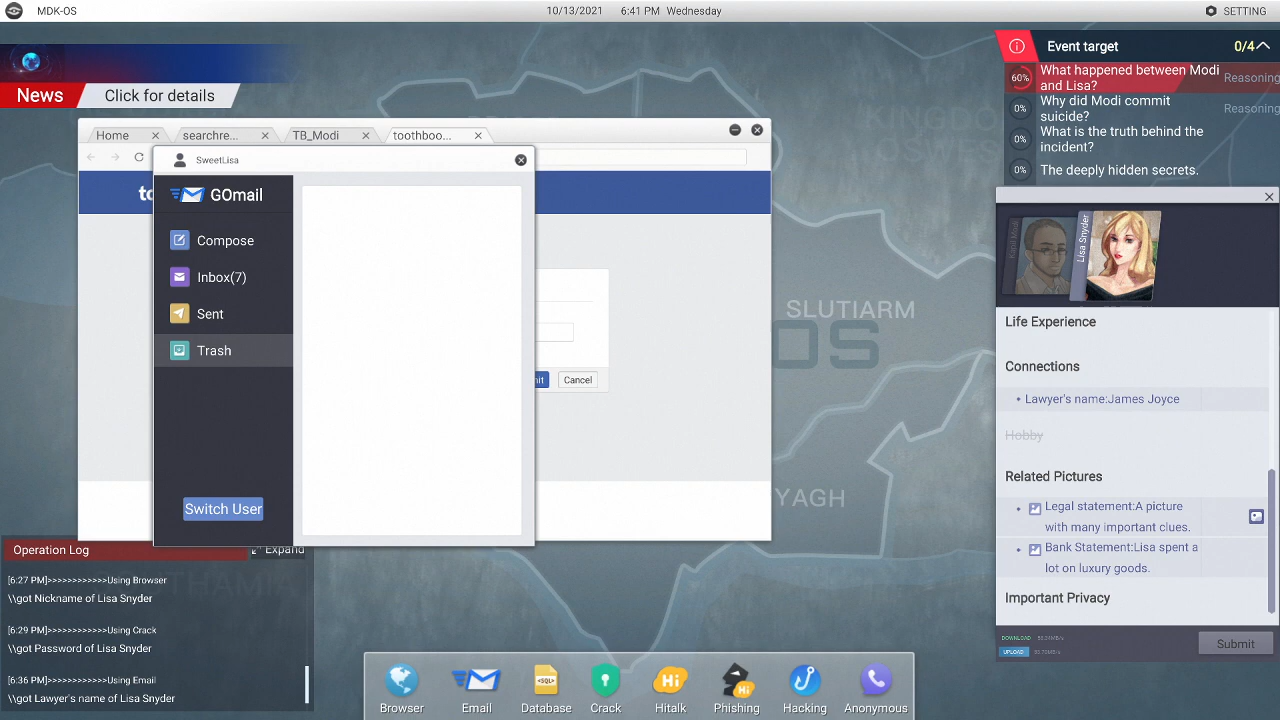 MDK-OS
10/13/2021 6:41 PM Wednesday
SETTING
News
Click for details
Event target
0/4
60%
What happened between Modi
and Lisa?
Reasoning
0%
Why did Modi commit
suicide?
Reasoning
0%
What is the truth behind the
incident?
0%
The deeply hidden secrets.
Home
searchre...
TB_Modi
toothboo...
SweetLisa
GOmail
Compose
Inbox(7)
Sent
Trash
Switch User
Cancel
KINGDOM
SLUTIARM
OS
YAGH
Lisa Snyder
Life Experience
Connections
• Lawyer's name:James Joyce
Hobby
Related Pictures
• Legal statement:A picture
with many important clues.
• Bank Statement:Lisa spent a
lot on luxury goods.
Important Privacy
DOWNLOAD
UPLOAD
Submit
Operation Log
Expand
[6:27 PM]>>>>>>>>>>>>Using Browser
\\got Nickname of Lisa Snyder
[6:29 PM]>>>>>>>>>>>>Using Crack
\\got Password of Lisa Snyder
[6:36 PM]>>>>>>>>>>>>Using Email
\\got Lawyer's name of Lisa Snyder
Browser
Email
<SQL>
Database
Crack
Hi
Hitalk
Hi
Phishing
Hacking
Anonymous